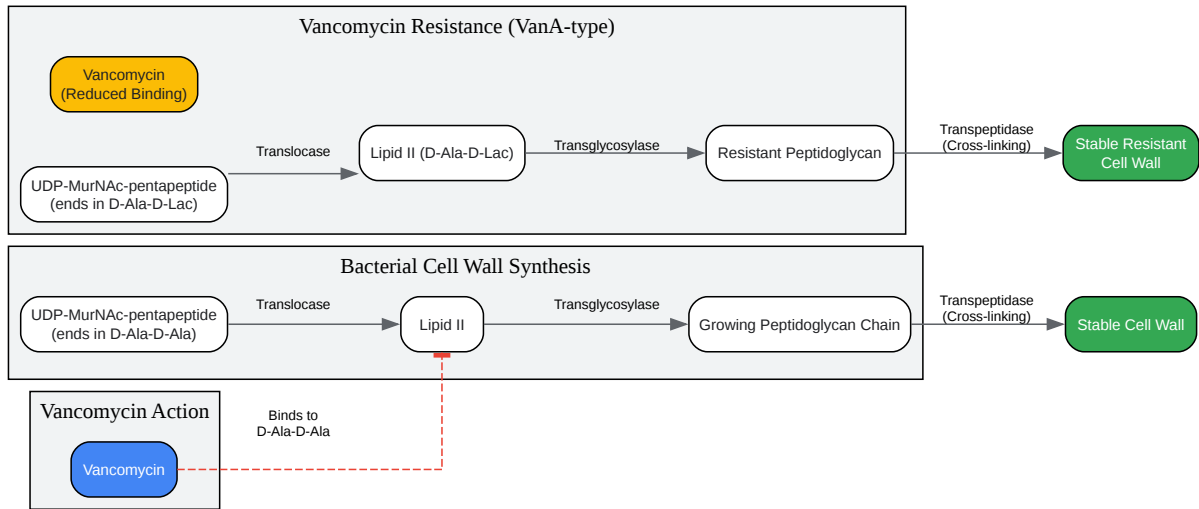 Vancomycin Resistance (VanA-type)
Vancomycin
(Reduced Binding)
UDP-MurNAc-pentapeptide
(ends in D-Ala-D-Lac)
Translocase
Lipid II (D-Ala-D-Lac)
Transglycosylase
Resistant Peptidoglycan
Transpeptidase
(Cross-linking)
Stable Resistant
Cell Wall
Bacterial Cell Wall Synthesis
UDP-MurNAc-pentapeptide
(ends in D-Ala-D-Ala)
Translocase
Lipid II
Transglycosylase
Growing Peptidoglycan Chain
Transpeptidase
(Cross-linking)
Stable Cell Wall
Vancomycin Action
Vancomycin
Binds to
D-Ala-D-Ala